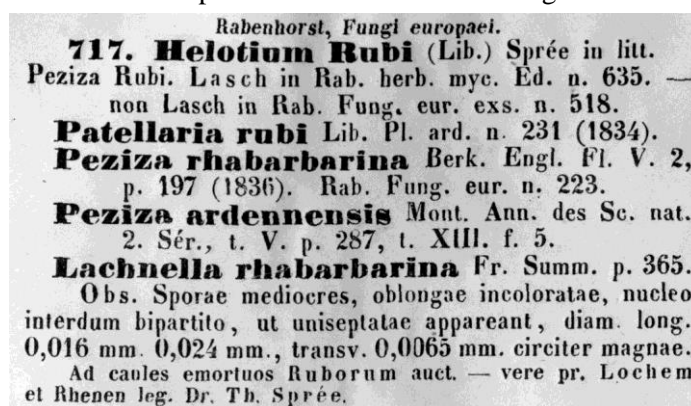 Rabenhorst, Fungi europaei.
717. Helotium Rubi (Lib.) Sprée in litt.
Peziza Rubi. Lasch in Rab. herb. myc. Ed. n. 635. —
non Lasch in Rab. Fung. eur. exs. n. 518.
Patellaria rubi Lib. Pl. ard. n. 231 (1834).
Peziza rhabarbarina Berk. Engl. Fl. V. 2,
p. 197 (1836). Rab. Fung. eur. n. 223.
Peziza ardennensis Mont. Ann. des Sc. nat.
2. Sér., t. V. p. 287, t. XIII. f. 5.
Lachnella rhabarbarina Fr. Summ. p. 365.
Obs. Sporae mediocres, oblongae incoloratae, nucleo
interdum bipartito, ut uniseptatae appareant, diam. long.
0,016 mm. 0,024 mm., transv. 0,0065 mm. circiter magnae.
Ad caules emortuos Ruborum auct. — vere pr. Lochem
et Rhenen leg. Dr. Th. Sprée.